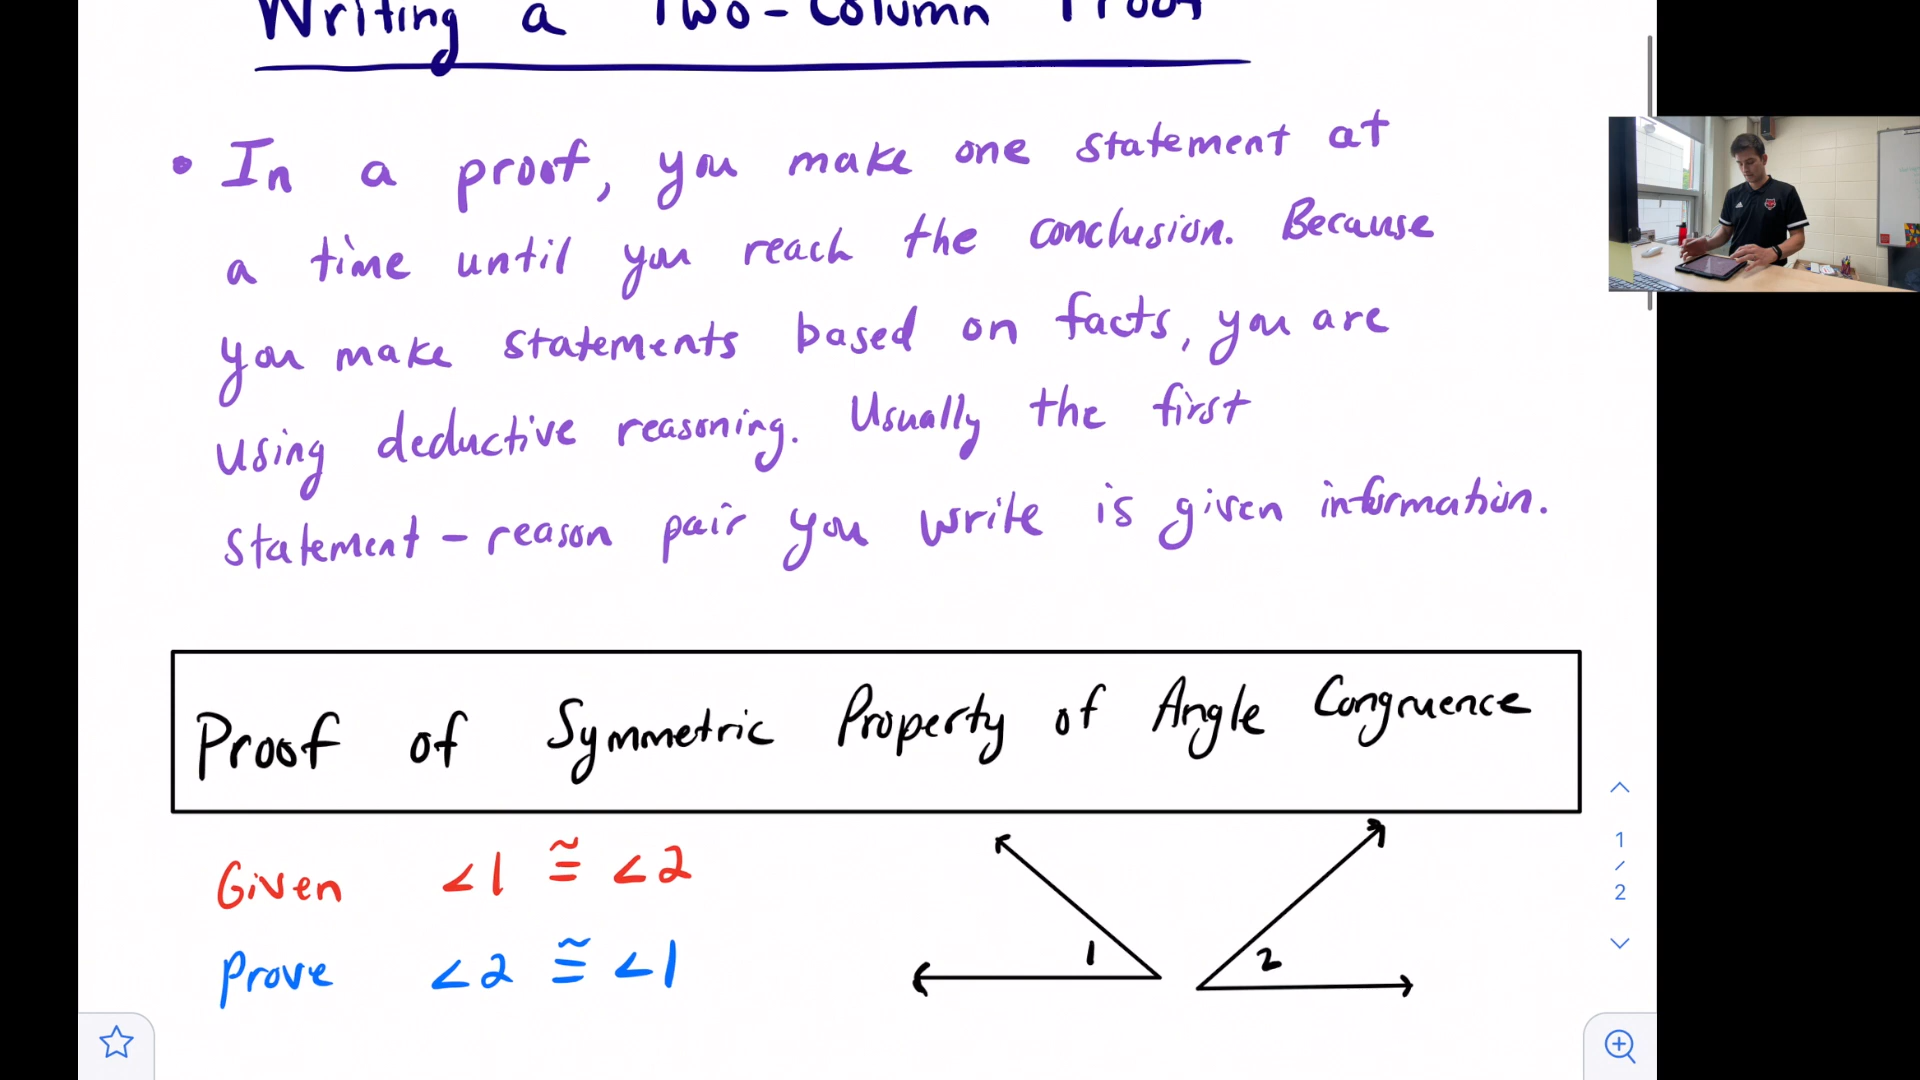 Writing a Two-Column Proof
• In a proof, you make one statement at
a time until you reach the conclusion. Because
you make statements based on facts, you are
using deductive reasoning. Usually the first
statement - reason pair you write is given information.
Proof of Symmetric Property of Angle Congruence
Given ∠1 ≅ ∠2
Prove ∠2 ≅ ∠1
1
2
1
/
2